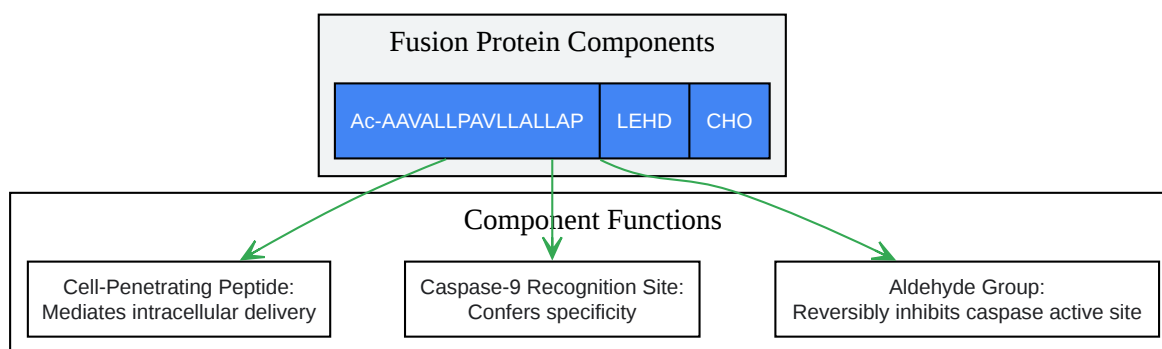 Fusion Protein Components
Ac-AAVALLPAVLLALLAP LEHD CHO
Component Functions
Cell-Penetrating Peptide:
Mediates intracellular delivery
Caspase-9 Recognition Site:
Confers specificity
Aldehyde Group:
Reversibly inhibits caspase active site